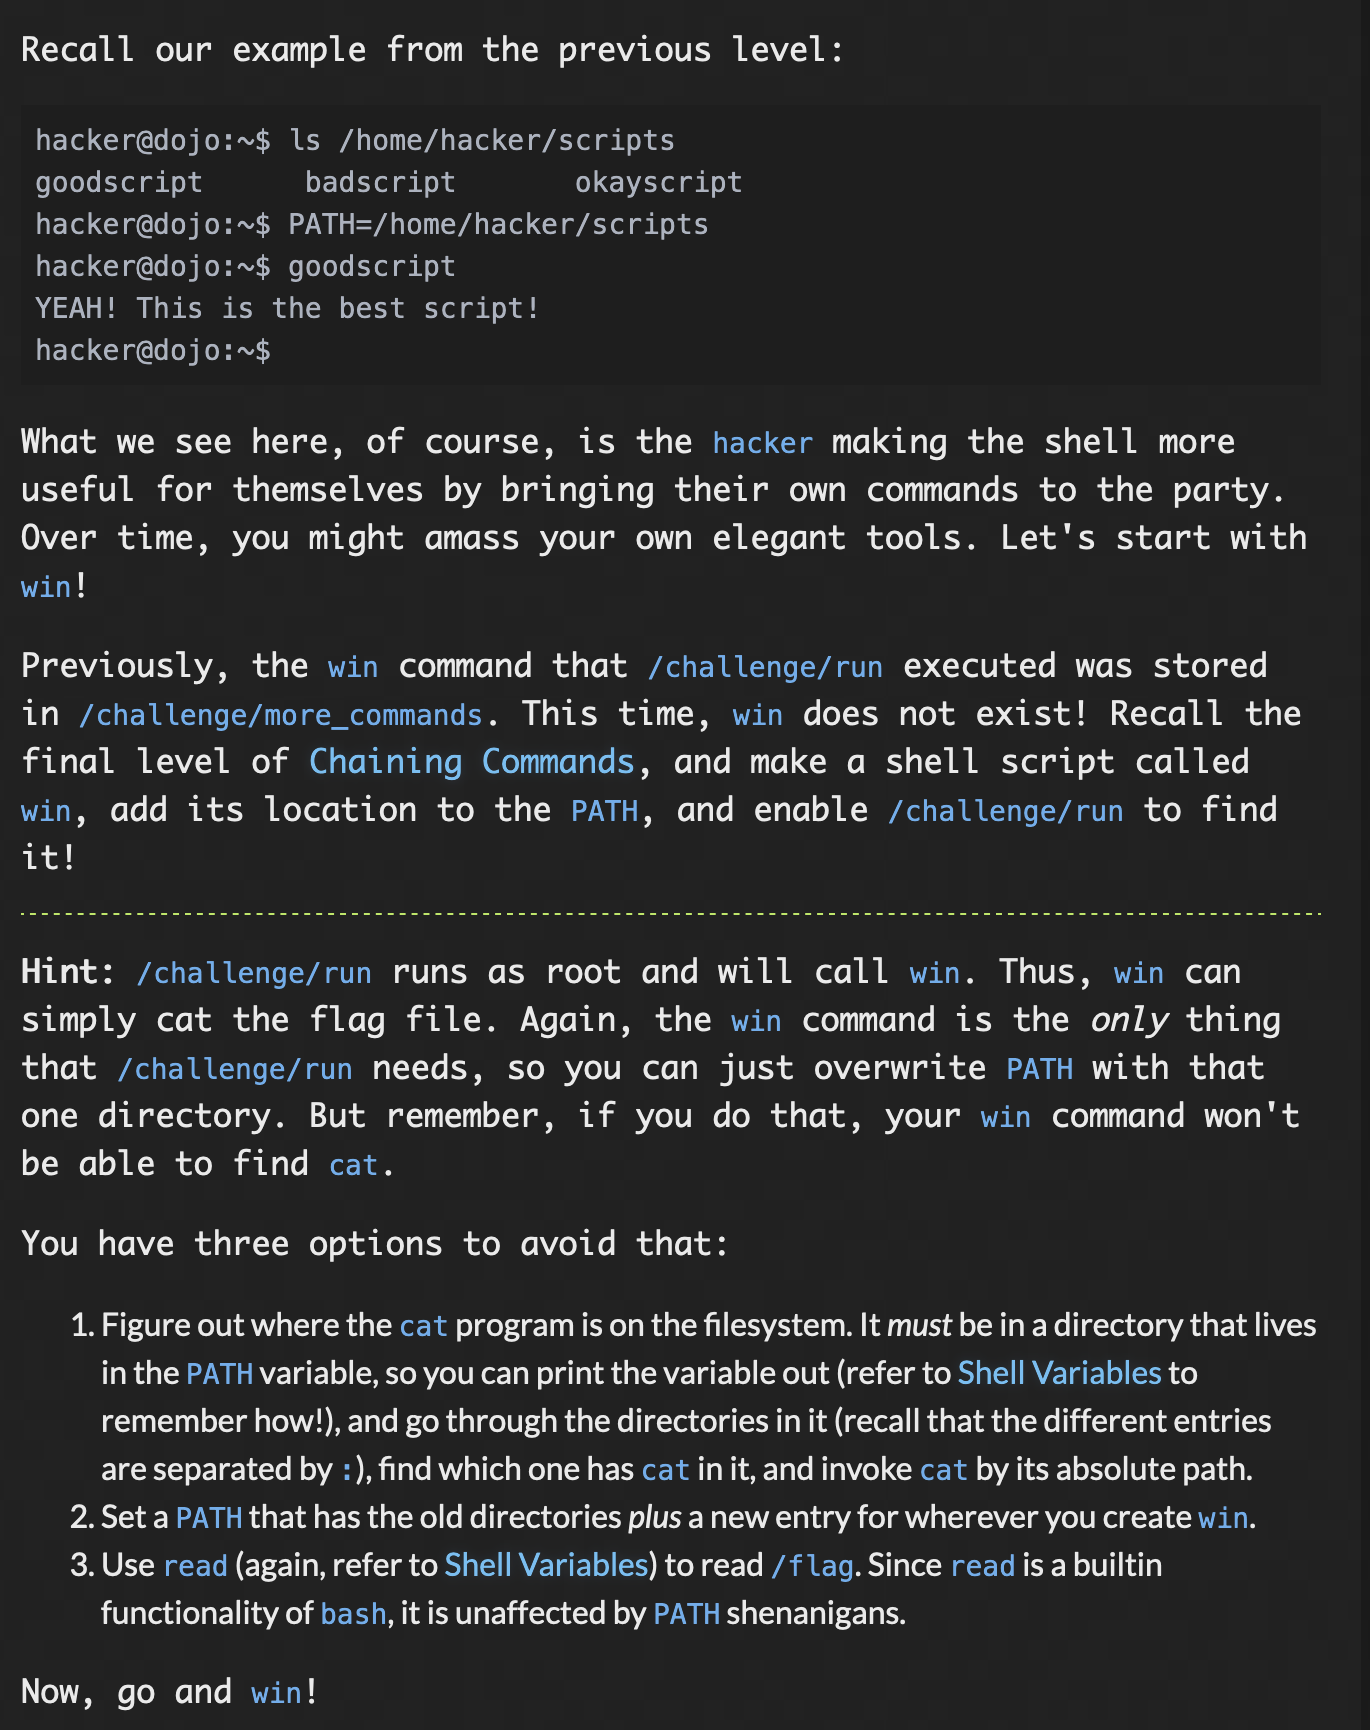 Recall our example from the previous level:
hacker@dojo:~$ ls /home/hacker/scripts
goodscript      badscript       okayscript
hacker@dojo:~$ PATH=/home/hacker/scripts
hacker@dojo:~$ goodscript
YEAH! This is the best script!
hacker@dojo:~$
What we see here, of course, is the hacker making the shell more
useful for themselves by bringing their own commands to the party.
Over time, you might amass your own elegant tools. Let's start with
win!
Previously, the win command that /challenge/run executed was stored
in /challenge/more_commands. This time, win does not exist! Recall the
final level of Chaining Commands, and make a shell script called
win, add its location to the PATH, and enable /challenge/run to find
it!
Hint: /challenge/run runs as root and will call win. Thus, win can
simply cat the flag file. Again, the win command is the only thing
that /challenge/run needs, so you can just overwrite PATH with that
one directory. But remember, if you do that, your win command won't
be able to find cat.
You have three options to avoid that:
1. Figure out where the cat program is on the filesystem. It must be in a directory that lives
in the PATH variable, so you can print the variable out (refer to Shell Variables to
remember how!), and go through the directories in it (recall that the different entries
are separated by :), find which one has cat in it, and invoke cat by its absolute path.
2. Set a PATH that has the old directories plus a new entry for wherever you create win.
3. Use read (again, refer to Shell Variables) to read /flag. Since read is a builtin
functionality of bash, it is unaffected by PATH shenanigans.
Now, go and win!